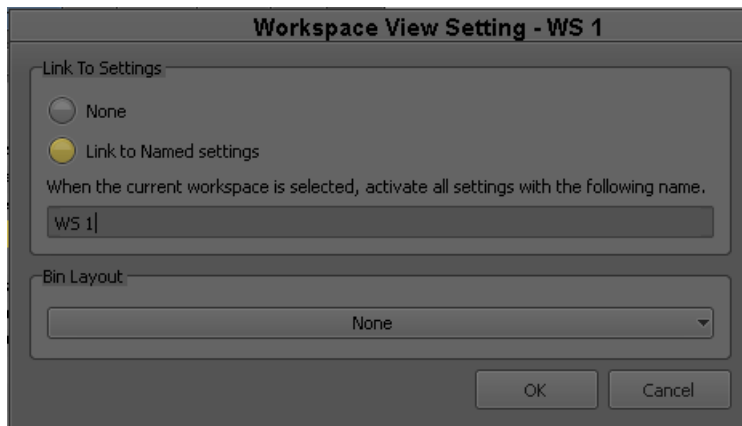 Workspace View Setting - WS 1
Link To Settings
None
Link to Named settings
When the current workspace is selected, activate all settings with the following name.
WS 1
Bin Layout
None
OK
Cancel